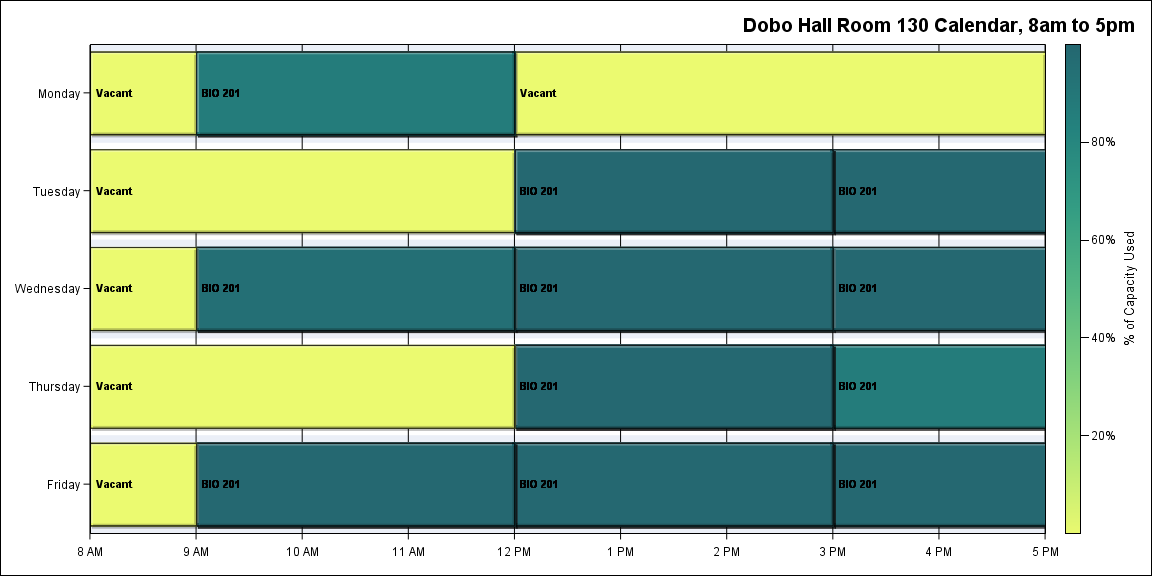 Dobo Hall Room 130 Calendar, 8am to 5pm
Monday
Vacant
BIO 201
Vacant
Tuesday
Vacant
BIO 201
BIO 201
Wednesday
Vacant
BIO 201
BIO 201
BIO 201
Thursday
Vacant
BIO 201
BIO 201
Friday
Vacant
BIO 201
BIO 201
BIO 201
8 AM
9 AM
10 AM
11 AM
12 PM
1 PM
2 PM
3 PM
4 PM
5 PM
80%
60%
40%
20%
% of Capacity Used